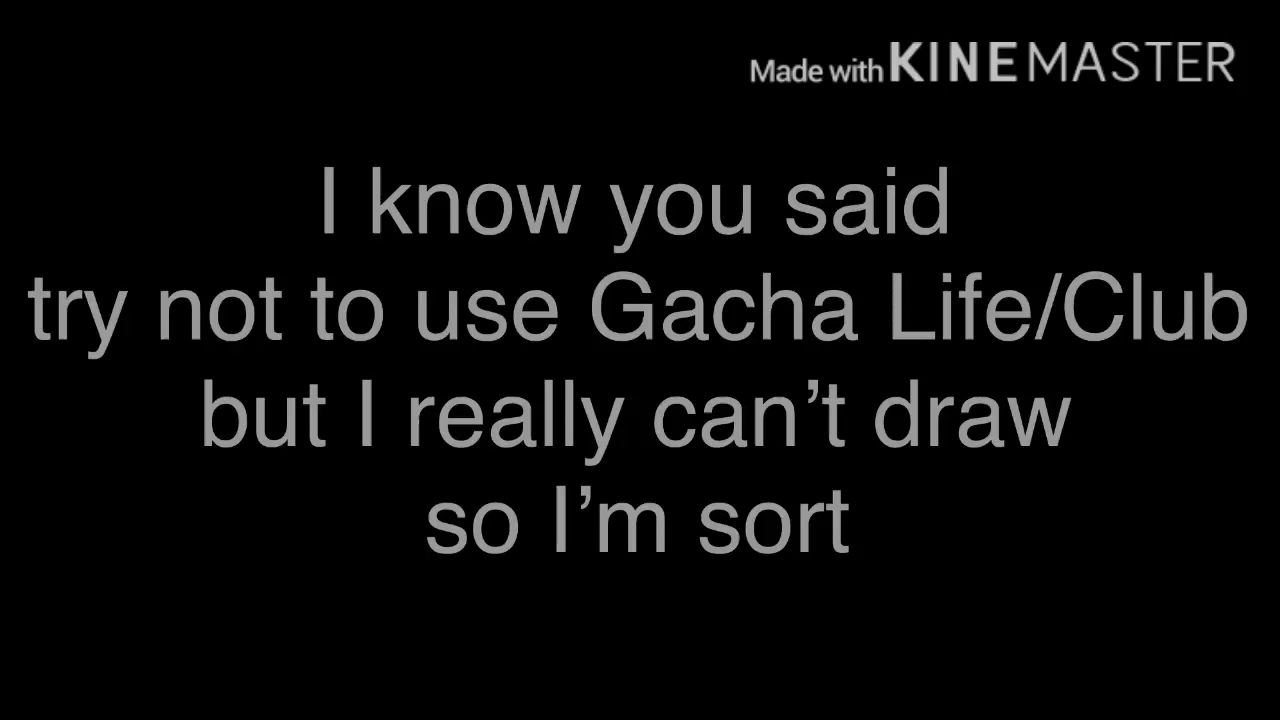 Made with KINEMASTER
I know you said
try not to use Gacha Life/Club
but I really can’t draw
so I’m sort